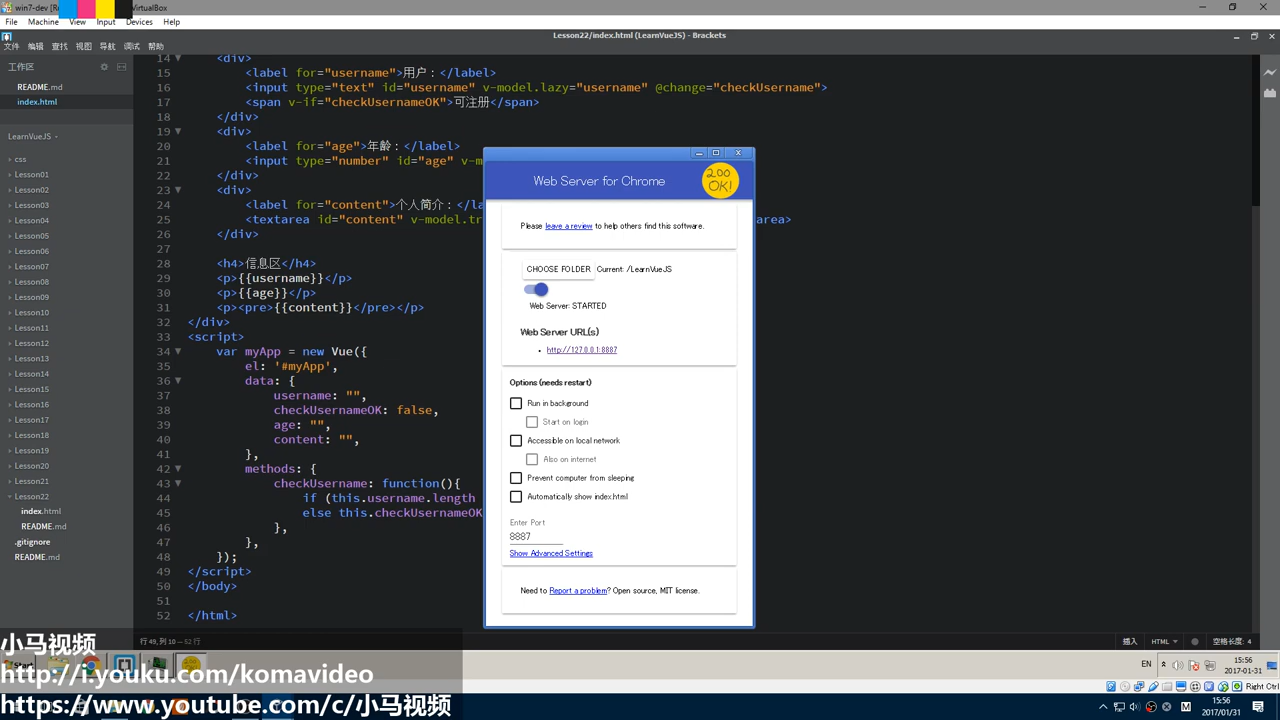 win7-dev [R
VirtualBox
File Machine View Input Devices Help
Lesson22/index.html (LearnVueJS) - Brackets
文件 编辑 查找 视图 导航 调试 帮助
工作区
README.md
index.html
LearnVueJS
css
Lesson01
Lesson02
Lesson03
Lesson04
Lesson05
Lesson06
Lesson07
Lesson08
Lesson09
Lesson10
Lesson11
Lesson12
Lesson13
Lesson14
Lesson15
Lesson16
Lesson17
Lesson18
Lesson19
Lesson20
Lesson21
Lesson22
index.html
README.md
.gitignore
README.md
14 <div>
15 <label for="username">用户：</label>
16 <input type="text" id="username" v-model.lazy="username" @change="checkUsername">
17 <span v-if="checkUsernameOK">可注册</span>
18 </div>
19 <div>
20 <label for="age">年龄：</label>
21 <input type="number" id="age" v-m
22 </div>
23 <div>
24 <label for="content">个人简介：</la
25 <textarea id="content" v-model.tr area>
26 </div>
27
28 <h4>信息区</h4>
29 <p>{{username}}</p>
30 <p>{{age}}</p>
31 <p><pre>{{content}}</pre></p>
32 </div>
33 <script>
34 var myApp = new Vue({
35 el: '#myApp',
36 data: {
37 username: "",
38 checkUsernameOK: false,
39 age: "",
40 content: "",
41 },
42 methods: {
43 checkUsername: function(){
44 if (this.username.length
45 else this.checkUsernameOK
46 },
47 },
48 });
49 </script>
50 </body>
51
52 </html>
Web Server for Chrome
200 OK!
Please leave a review to help others find this software.
CHOOSE FOLDER Current: /LearnVueJS
Web Server: STARTED
Web Server URL(s)
http://127.0.0.1:8887
Options (needs restart)
Run in background
Start on login
Accessible on local network
Also on internet
Prevent computer from sleeping
Automatically show index.html
Enter Port
8887
Show Advanced Settings
Need to Report a problem? Open source, MIT license.
行 49, 列 10 — 52 行
插入 HTML 空格长度: 4
小马视频
http://i.youku.com/komavideo
https://www.youtube.com/c/小马视频
EN
15:56
2017-01-31
Right Ctrl
M
15:56
2017/01/31